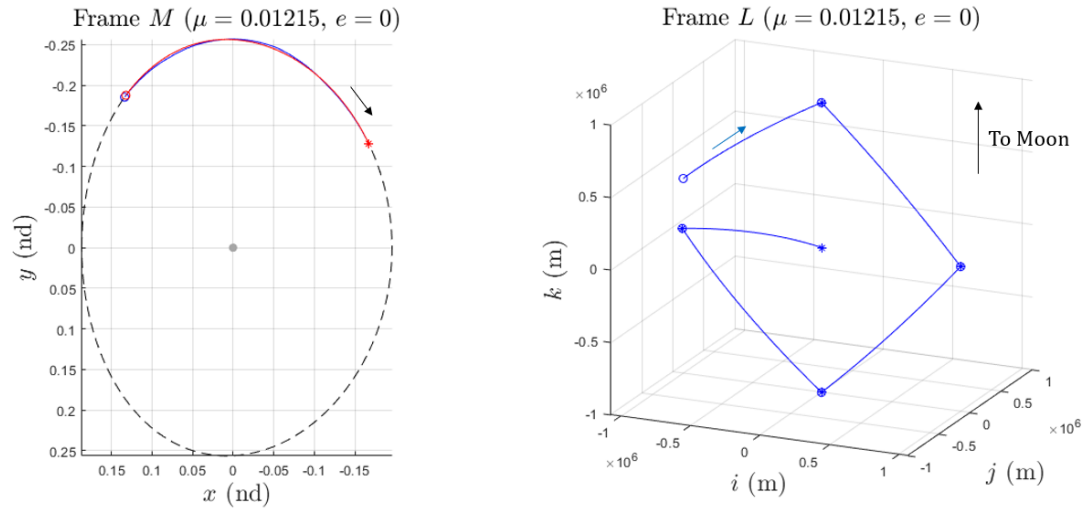 Frame M (μ = 0.01215, e = 0)
-0.25
-0.2
-0.15
-0.1
-0.05
0
0.05
0.1
0.15
0.2
0.25
y (nd)
0.15 0.1 0.05 0 -0.05 -0.1 -0.15
x (nd)
Frame L (μ = 0.01215, e = 0)
×10⁶
1
0.5
0
-0.5
-1
k (m)
To Moon
-1 -0.5 0 0.5 1
×10⁶
i (m)
-1 -0.5 0 0.5 1
×10⁶
j (m)